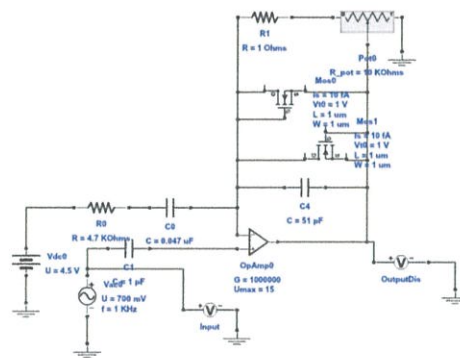 R1
R = 1 Ohms
Pot0
R_pot = 10 KOhms
Mos0
Is = 10 fA
Vt0 = 1 V
L = 1 um
W = 1 um
Mos1
Is = 10 fA
Vt0 = 1 V
L = 1 um
W = 1 um
C4
C = 51 pF
R0
R = 4.7 KOhms
C0
C = 0.047 uF
Vdc0
U = 4.5 V
C1
C = 1 pF
U = 700 mV
f = 1 KHz
OpAmp0
G = 1000000
Umax = 15
Input
OutputDis